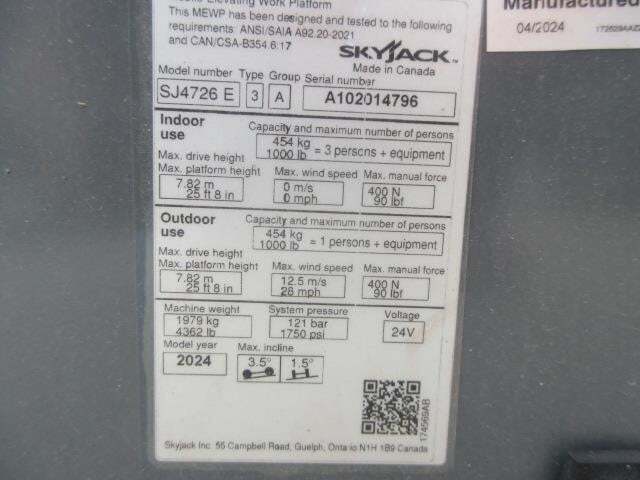 Elevating Work Platform
This MEWP has been designed and tested to the following
requirements: ANSI/SAIA A92.20-2021
and CAN/CSA-B354.6:17
SKYJACK™
Made in Canada
Model number Type Group Serial number
SJ4726 E 3 A A102014796
Indoor use
Capacity and maximum number of persons
454 kg
1000 lb = 3 persons + equipment
Max. drive height
Max. platform height Max. wind speed Max. manual force
7.82 m 0 m/s 400 N
25 ft 8 in 0 mph 90 lbf
Outdoor use
Capacity and maximum number of persons
454 kg
1000 lb = 1 persons + equipment
Max. drive height
Max. platform height Max. wind speed Max. manual force
7.82 m 12.5 m/s 400 N
25 ft 8 in 28 mph 90 lbf
Machine weight System pressure Voltage
1979 kg 121 bar 24V
4362 lb 1750 psi
Model year Max. incline
2024 3.5° 1.5°
174569AB
Skyjack Inc. 55 Campbell Road, Guelph, Ontario N1H 1B9 Canada
Manufactured
04/2024